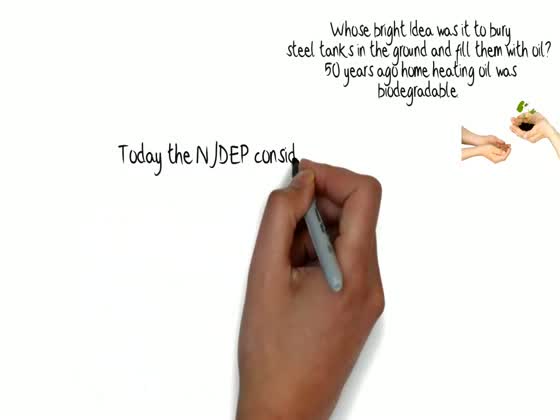 Whose bright Idea was it to bury
steel tanks in the ground and fill them with oil?
50 years ago home heating oil was
biodegradable
Today the NJDEP consid